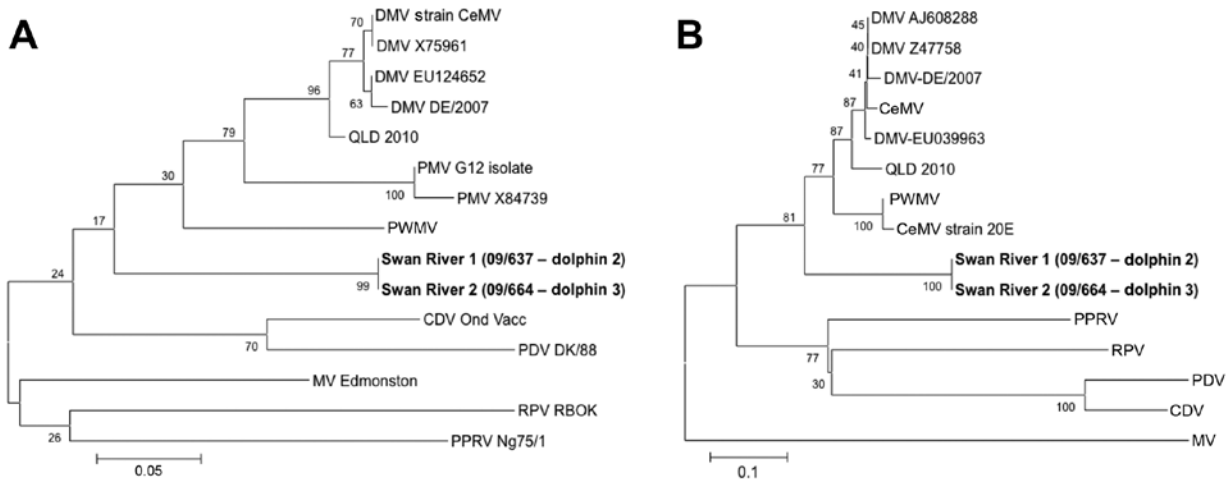 A
70
DMV strain CeMV
DMV X75961
77
DMV EU124652
63
DMV DE/2007
96
QLD 2010
79
PMV G12 isolate
100
PMV X84739
30
PWMV
17
Swan River 1 (09/637 – dolphin 2)
99
Swan River 2 (09/664 – dolphin 3)
24
CDV Ond Vacc
70
PDV DK/88
MV Edmonston
RPV RBOK
26
PPRV Ng75/1
0.05
B
45
DMV AJ608288
40
DMV Z47758
41
DMV-DE/2007
87
CeMV
87
DMV-EU039963
77
QLD 2010
PWMV
100
CeMV strain 20E
81
Swan River 1 (09/637 – dolphin 2)
100
Swan River 2 (09/664 – dolphin 3)
PPRV
77
RPV
30
PDV
100
CDV
MV
0.1